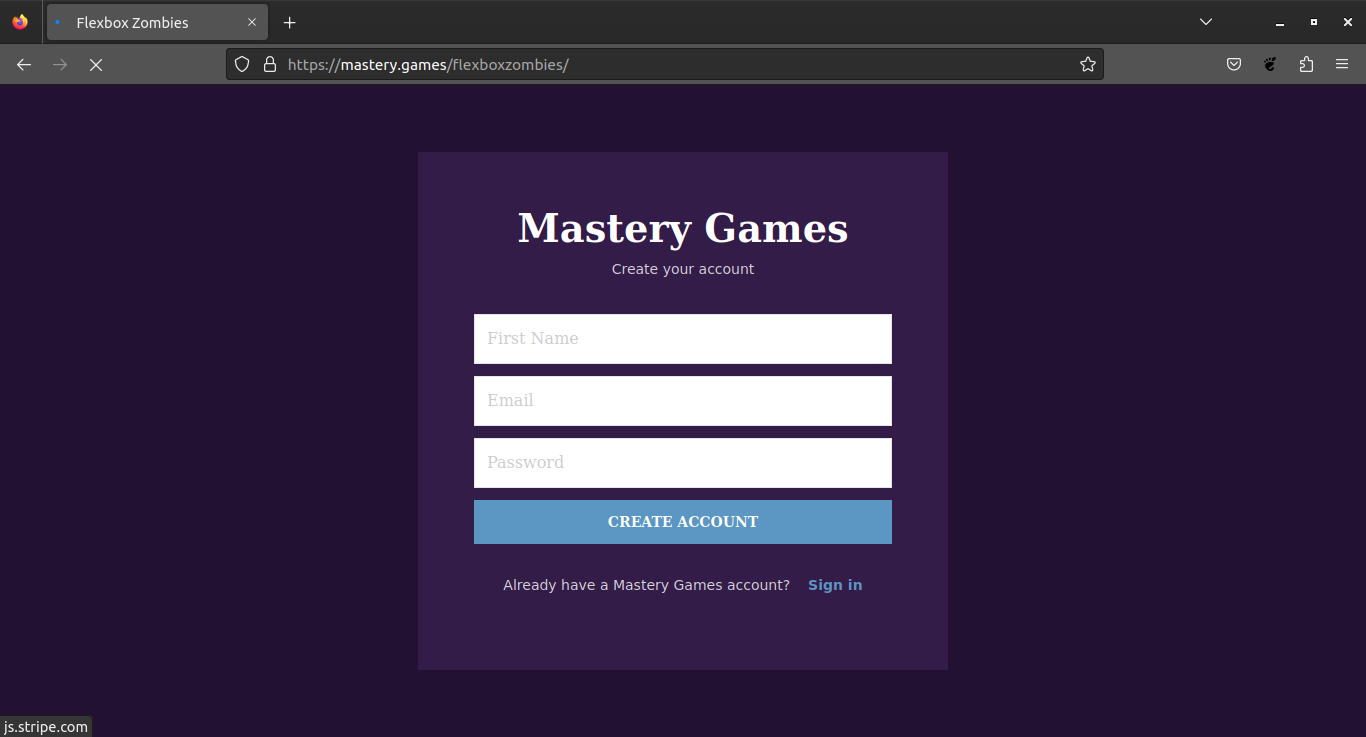 Flexbox Zombies
https://mastery.games/flexboxzombies/
Mastery Games
Create your account
First Name
Email
Password
CREATE ACCOUNT
Already have a Mastery Games account? Sign in
js.stripe.com